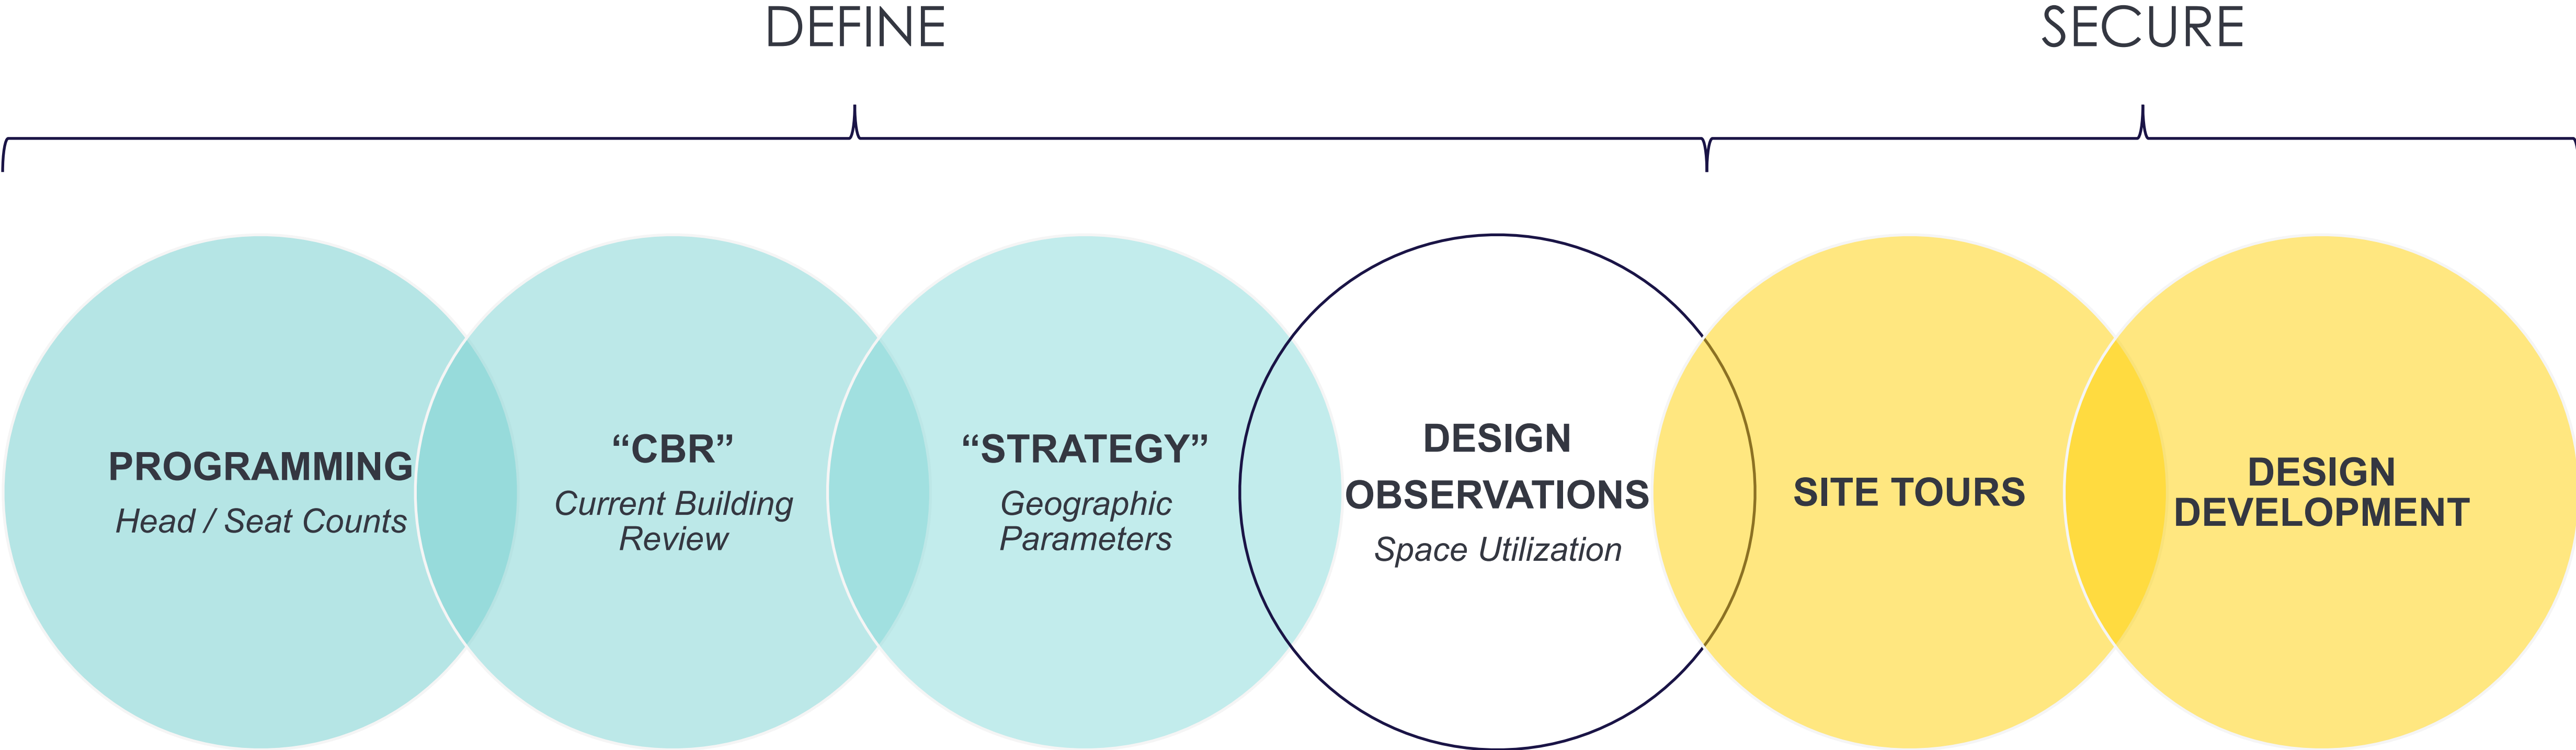 DEFINE
SECURE
PROGRAMMING
Head / Seat Counts
“CBR”
Current Building
Review
“STRATEGY”
Geographic
Parameters
DESIGN
OBSERVATIONS
Space Utilization
SITE TOURS
DESIGN
DEVELOPMENT